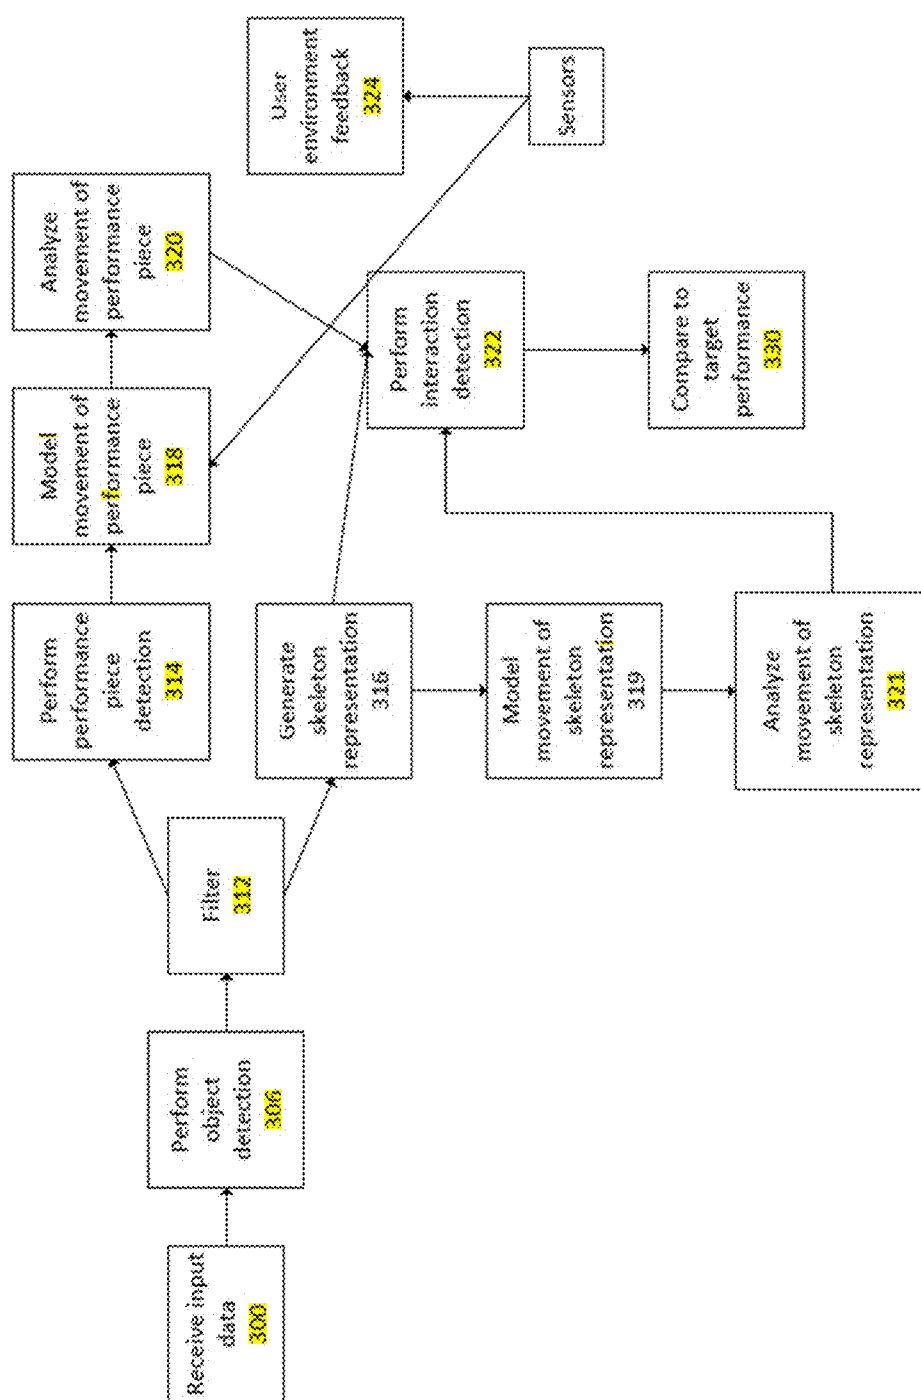 Receive input
data
300
Perform
object
detection
306
Filter
312
Perform
performance
piece
detection
314
Generate
skeleton
representation
316
Model
movement of
performance
piece
318
Model
movement of
skeleton
representation
319
Analyze
movement of
performance
piece
320
Analyze
movement of
skeleton
representation
321
Perform
interaction
detection
322
Compare to
target
performance
330
User
environment
feedback
324
Sensors